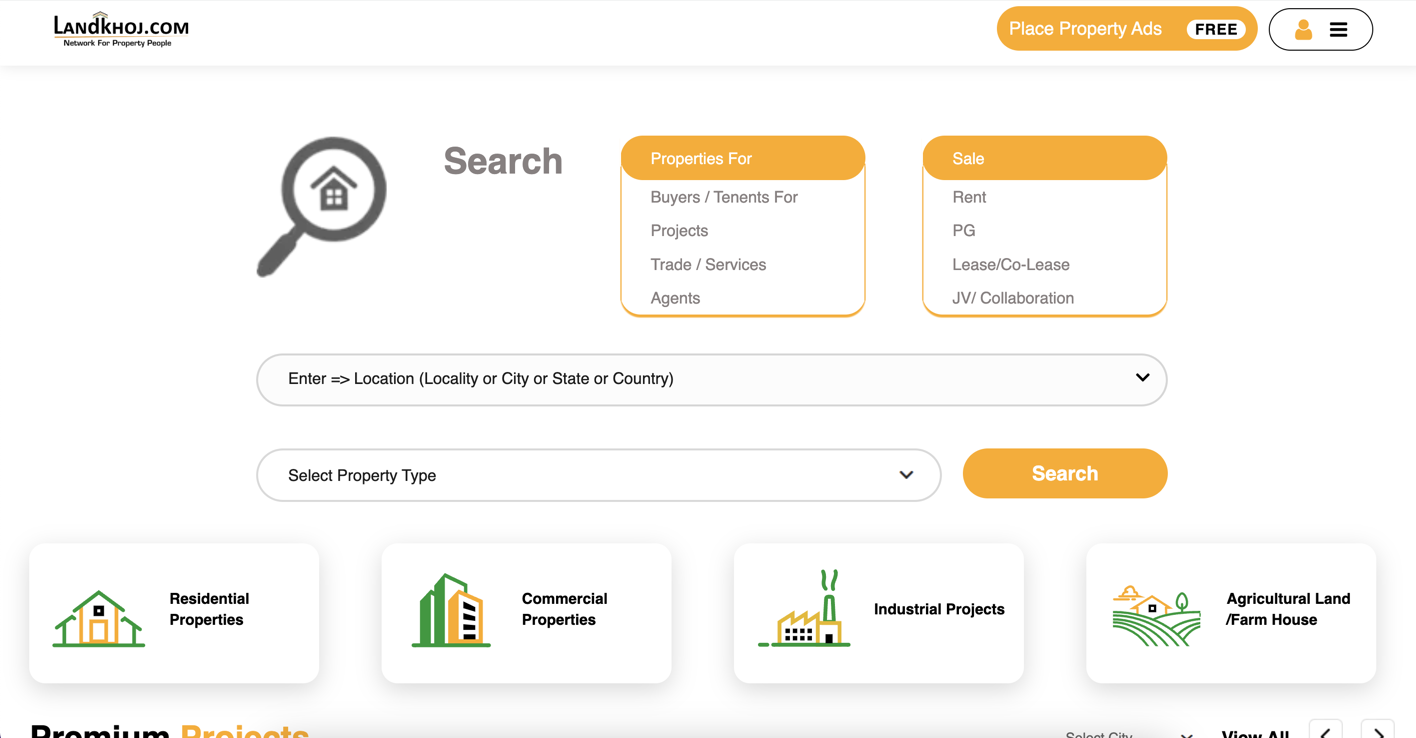 LANDKHOJ.COM
Network For Property People
Place Property Ads FREE
Search
Properties For
Buyers / Tenents For
Projects
Trade / Services
Agents
Sale
Rent
PG
Lease/Co-Lease
JV/ Collaboration
Enter => Location (Locality or City or State or Country)
Select Property Type
Search
Residential
Properties
Commercial
Properties
Industrial Projects
Agricultural Land
/Farm House
Premium Projects
Select City
View All